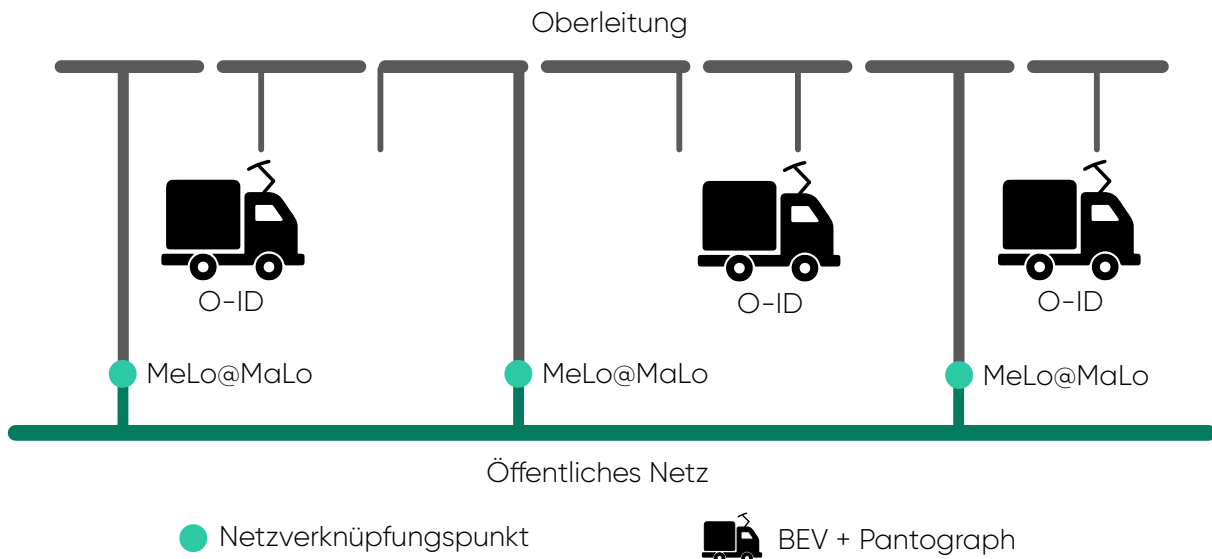 Oberleitung
O-ID
O-ID
O-ID
MeLo@MaLo
MeLo@MaLo
MeLo@MaLo
Öffentliches Netz
Netzverknüpfungspunkt
BEV + Pantograph